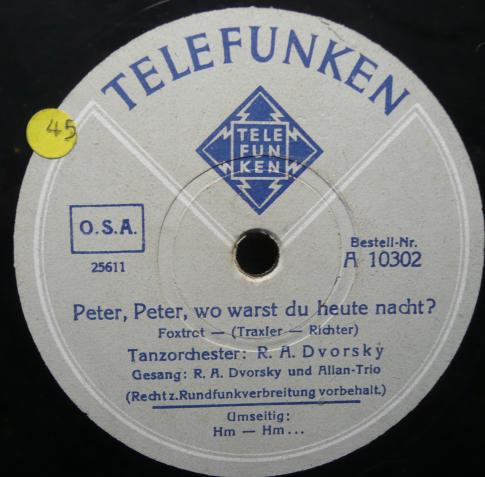 TELEFUNKEN
45
TELE
FUN
KEN
O.S.A.
25611
Bestell-Nr.
A 10302
Peter, Peter, wo warst du heute nacht?
Foxtrot — (Traxler — Richter)
Tanzorchester: R. A. Dvorský
Gesang: R. A. Dvorsky und Allan-Trio
(Recht z. Rundfunkverbreitung vorbehalt.)
Umseitig:
Hm — Hm...